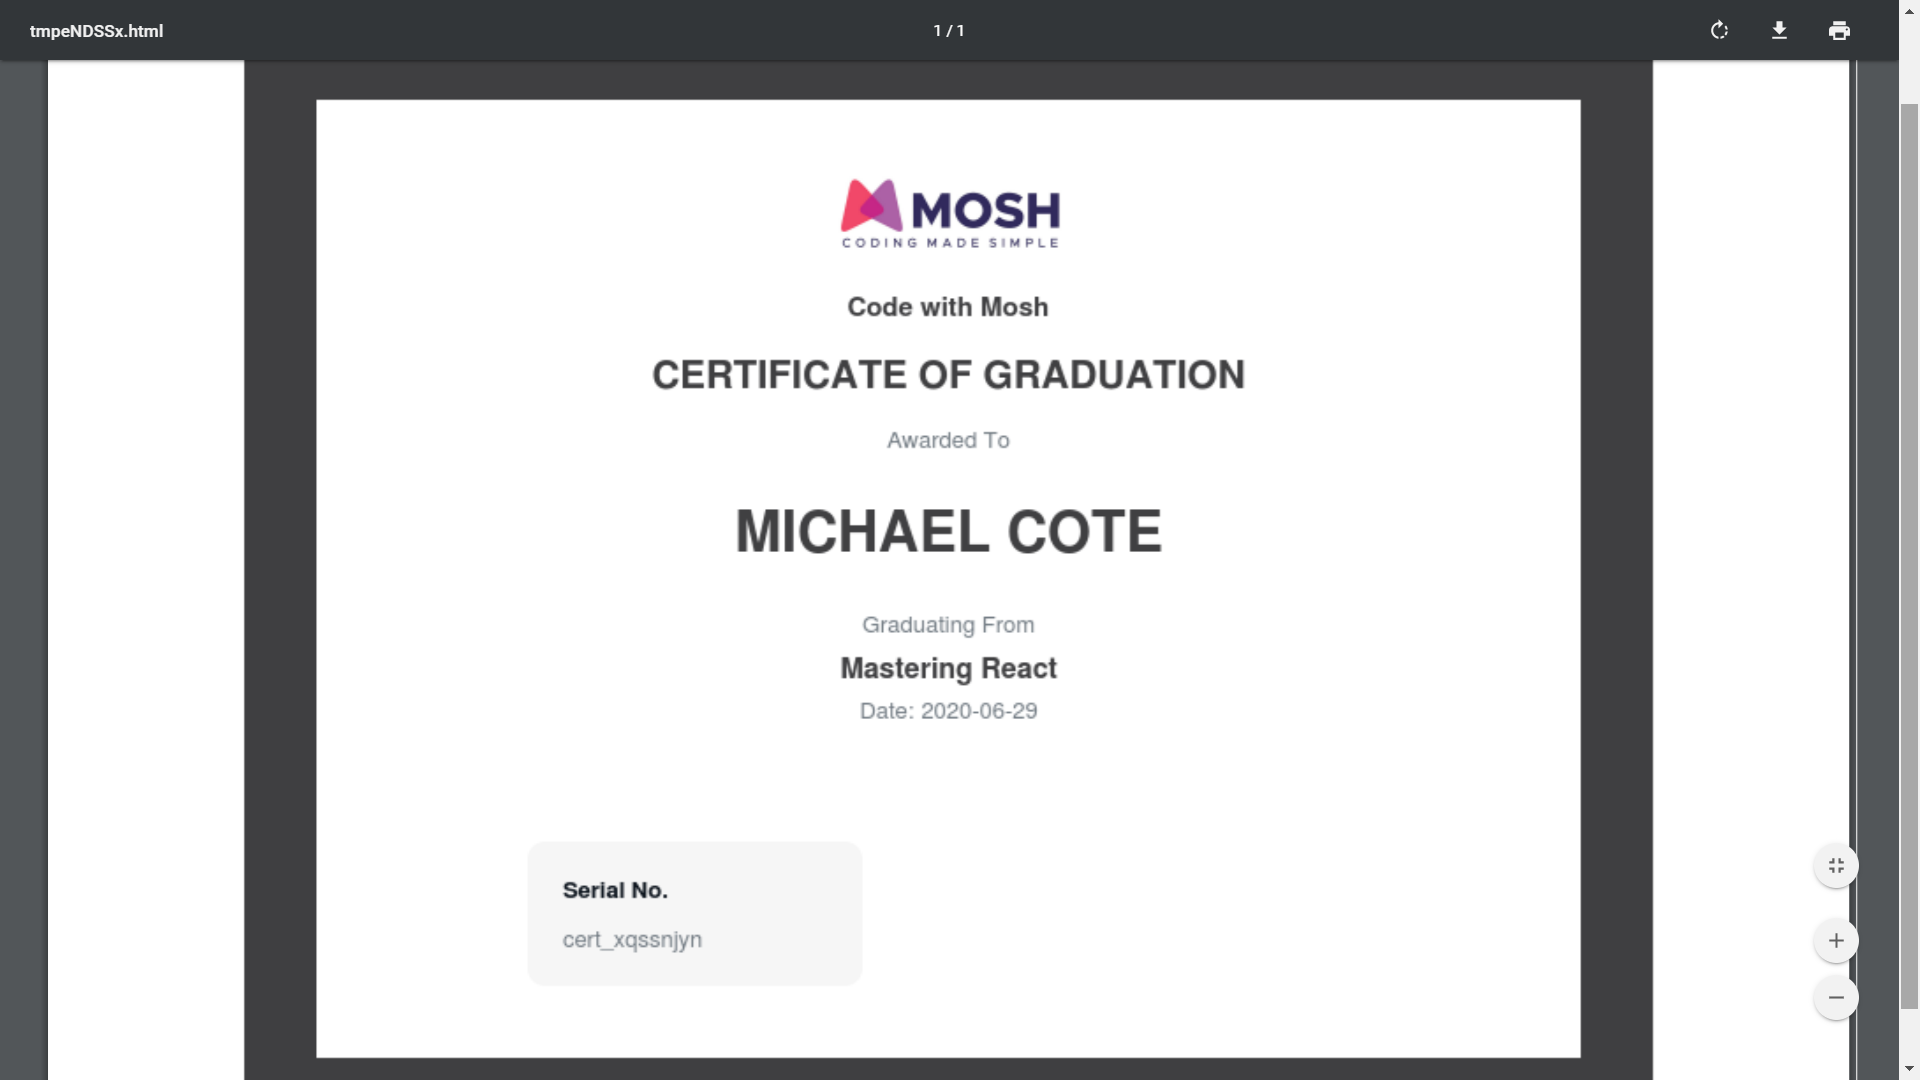 tmpeNDSSx.html
1 / 1
MOSH
CODING MADE SIMPLE
Code with Mosh
CERTIFICATE OF GRADUATION
Awarded To
MICHAEL COTE
Graduating From
Mastering React
Date: 2020-06-29
Serial No.
cert_xqssnjyn